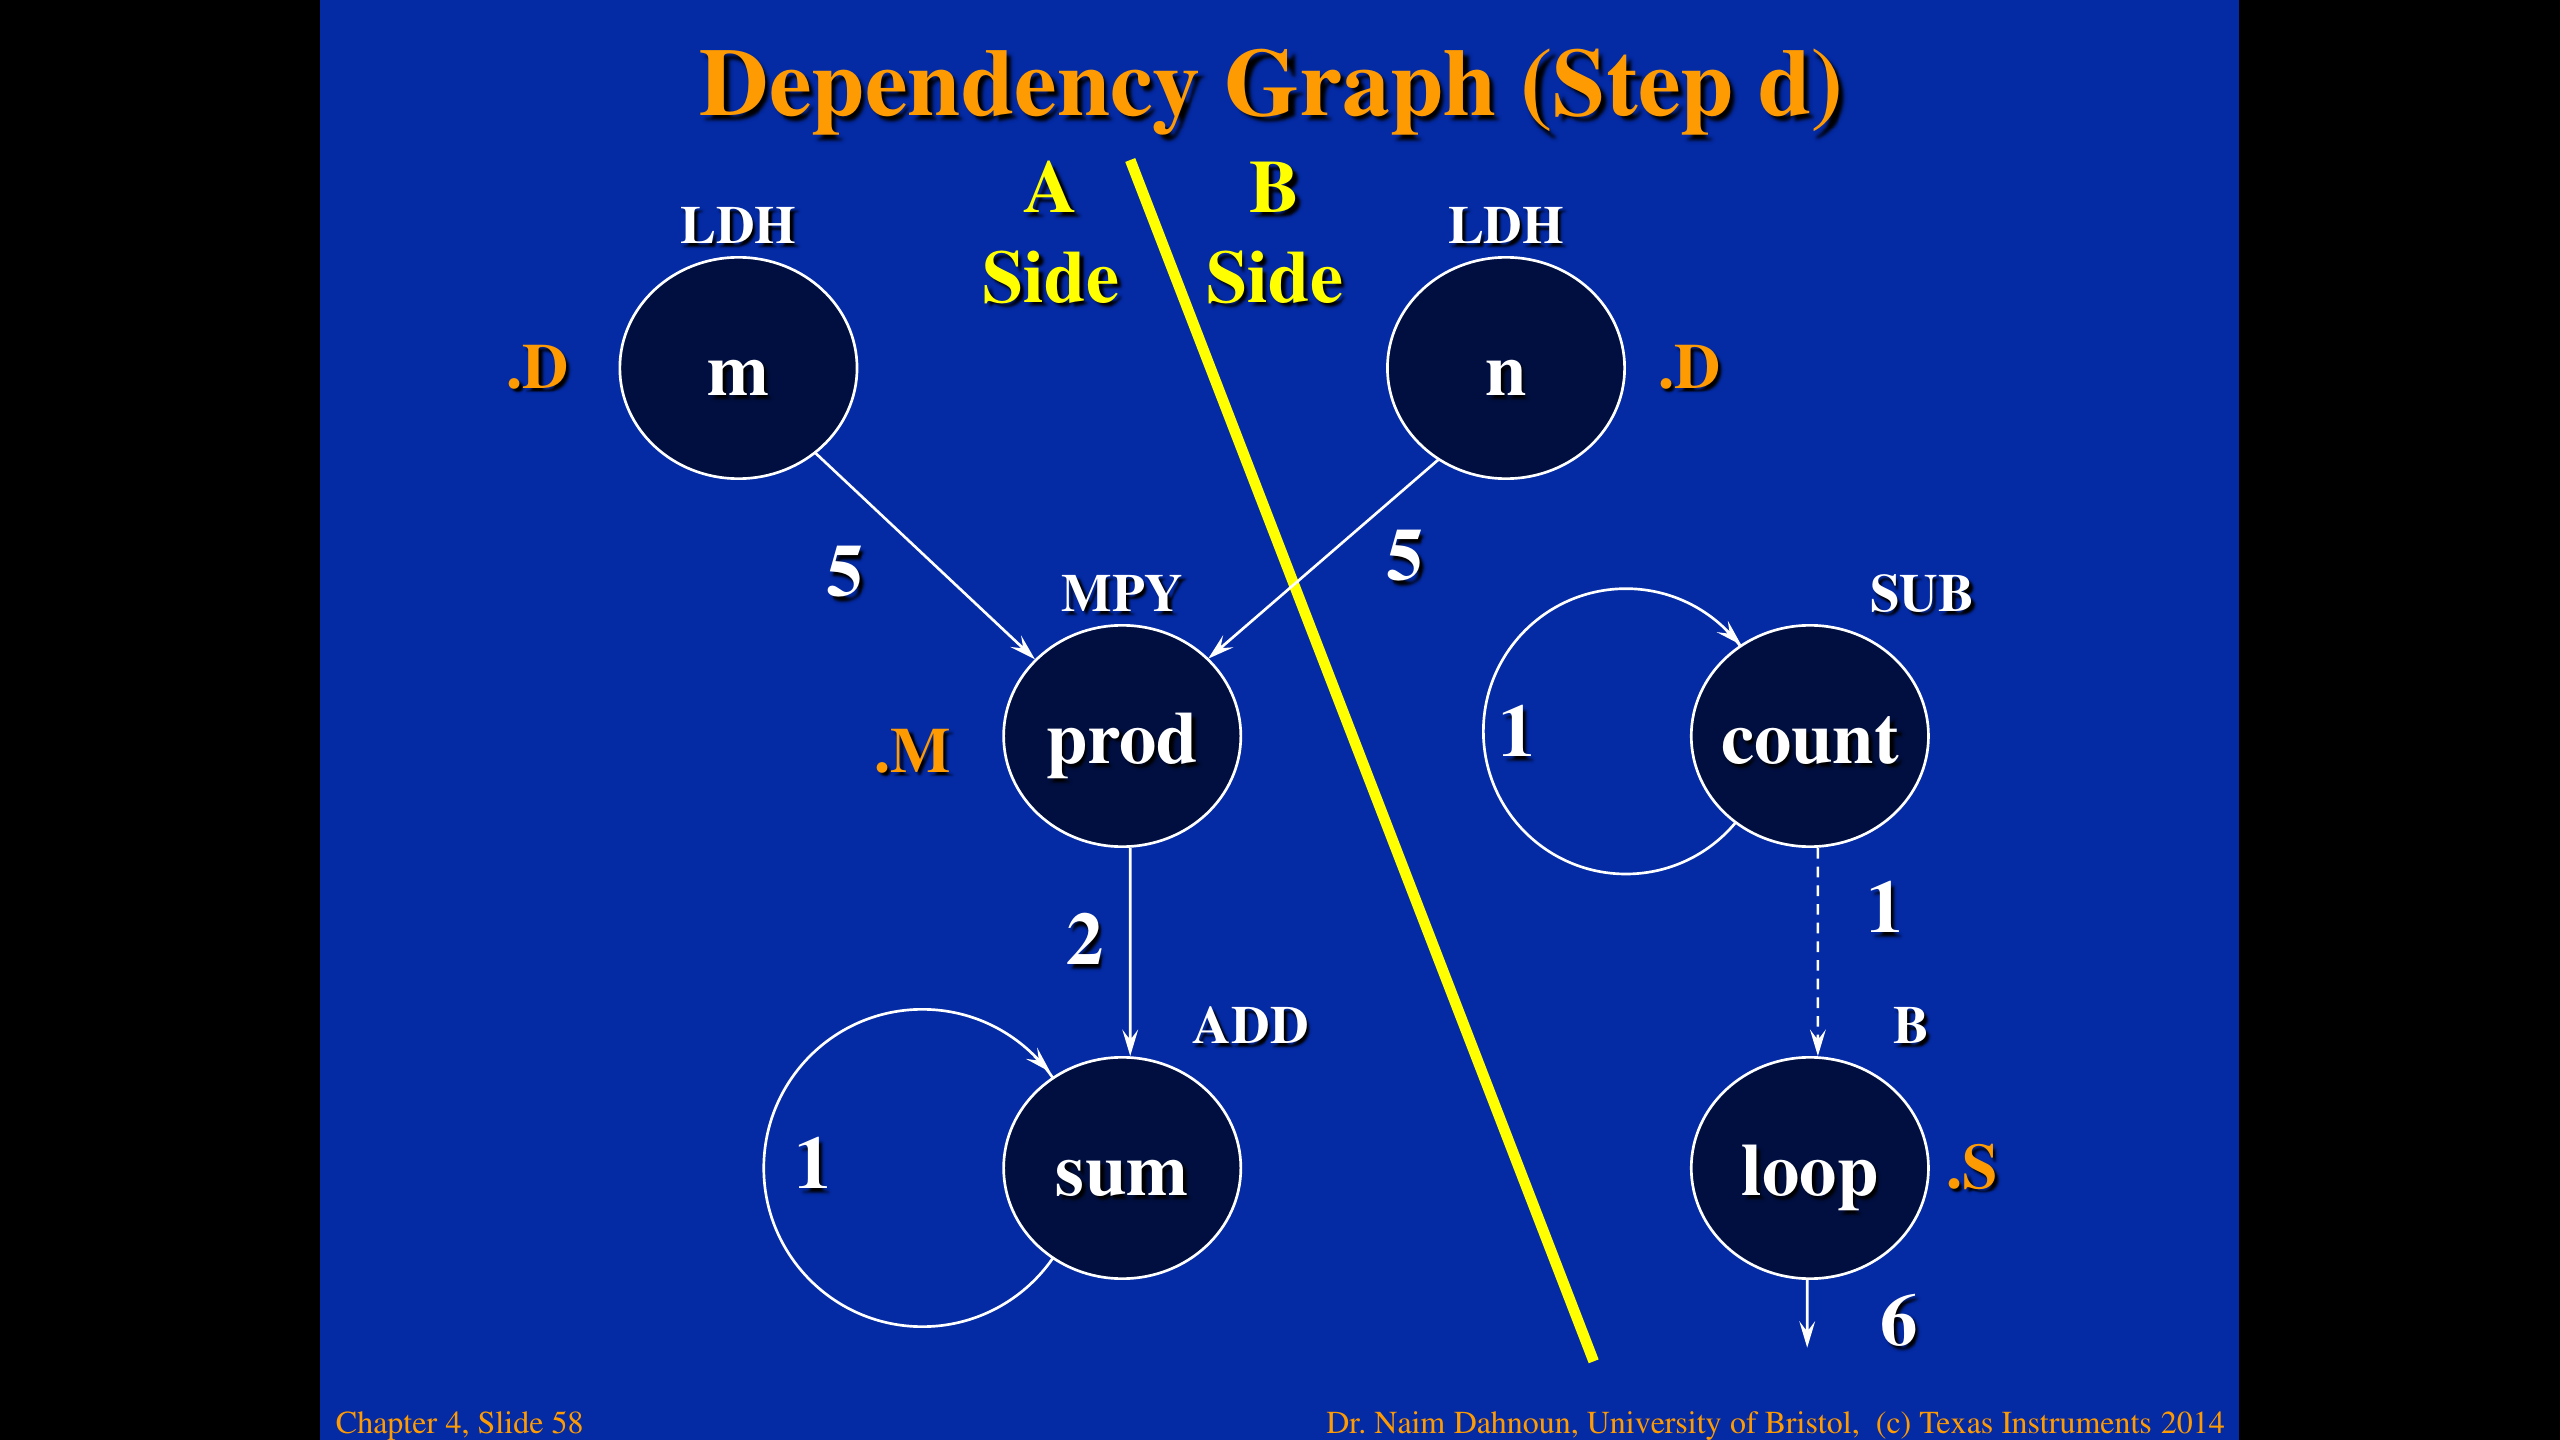 Dependency Graph (Step d)
A
Side
B
Side
LDH
LDH
.D
m
n
.D
5
5
MPY
SUB
.M
prod
1
count
2
1
ADD
B
1
sum
loop
.S
6
Chapter 4, Slide 58
Dr. Naim Dahnoun, University of Bristol, (c) Texas Instruments 2014